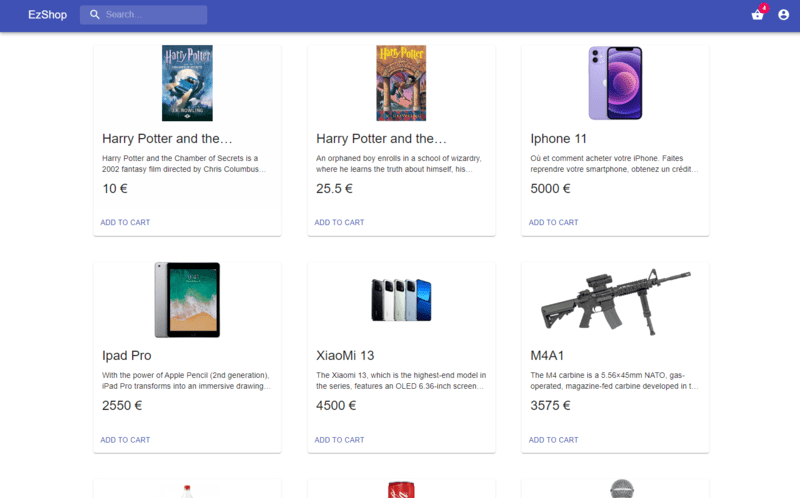 EzShop
Search...
4
Harry Potter
J.K. ROWLING
Harry Potter
Harry Potter and the...
Harry Potter and the...
Iphone 11
Harry Potter and the Chamber of Secrets is a
2002 fantasy film directed by Chris Columbus...
An orphaned boy enrolls in a school of wizardry,
where he learns the truth about himself, his...
Où et comment acheter votre iPhone. Faites
reprendre votre smartphone, obtenez un crédit...
10 €
25.5 €
5000 €
ADD TO CART
ADD TO CART
ADD TO CART
Ipad Pro
XiaoMi 13
M4A1
With the power of Apple Pencil (2nd generation),
iPad Pro transforms into an immersive drawing...
The Xiaomi 13, which is the highest-end model in
the series, features an OLED 6.36-inch screen...
The M4 carbine is a 5.56×45mm NATO, gas-
operated, magazine-fed carbine developed in t...
2550 €
4500 €
3575 €
ADD TO CART
ADD TO CART
ADD TO CART